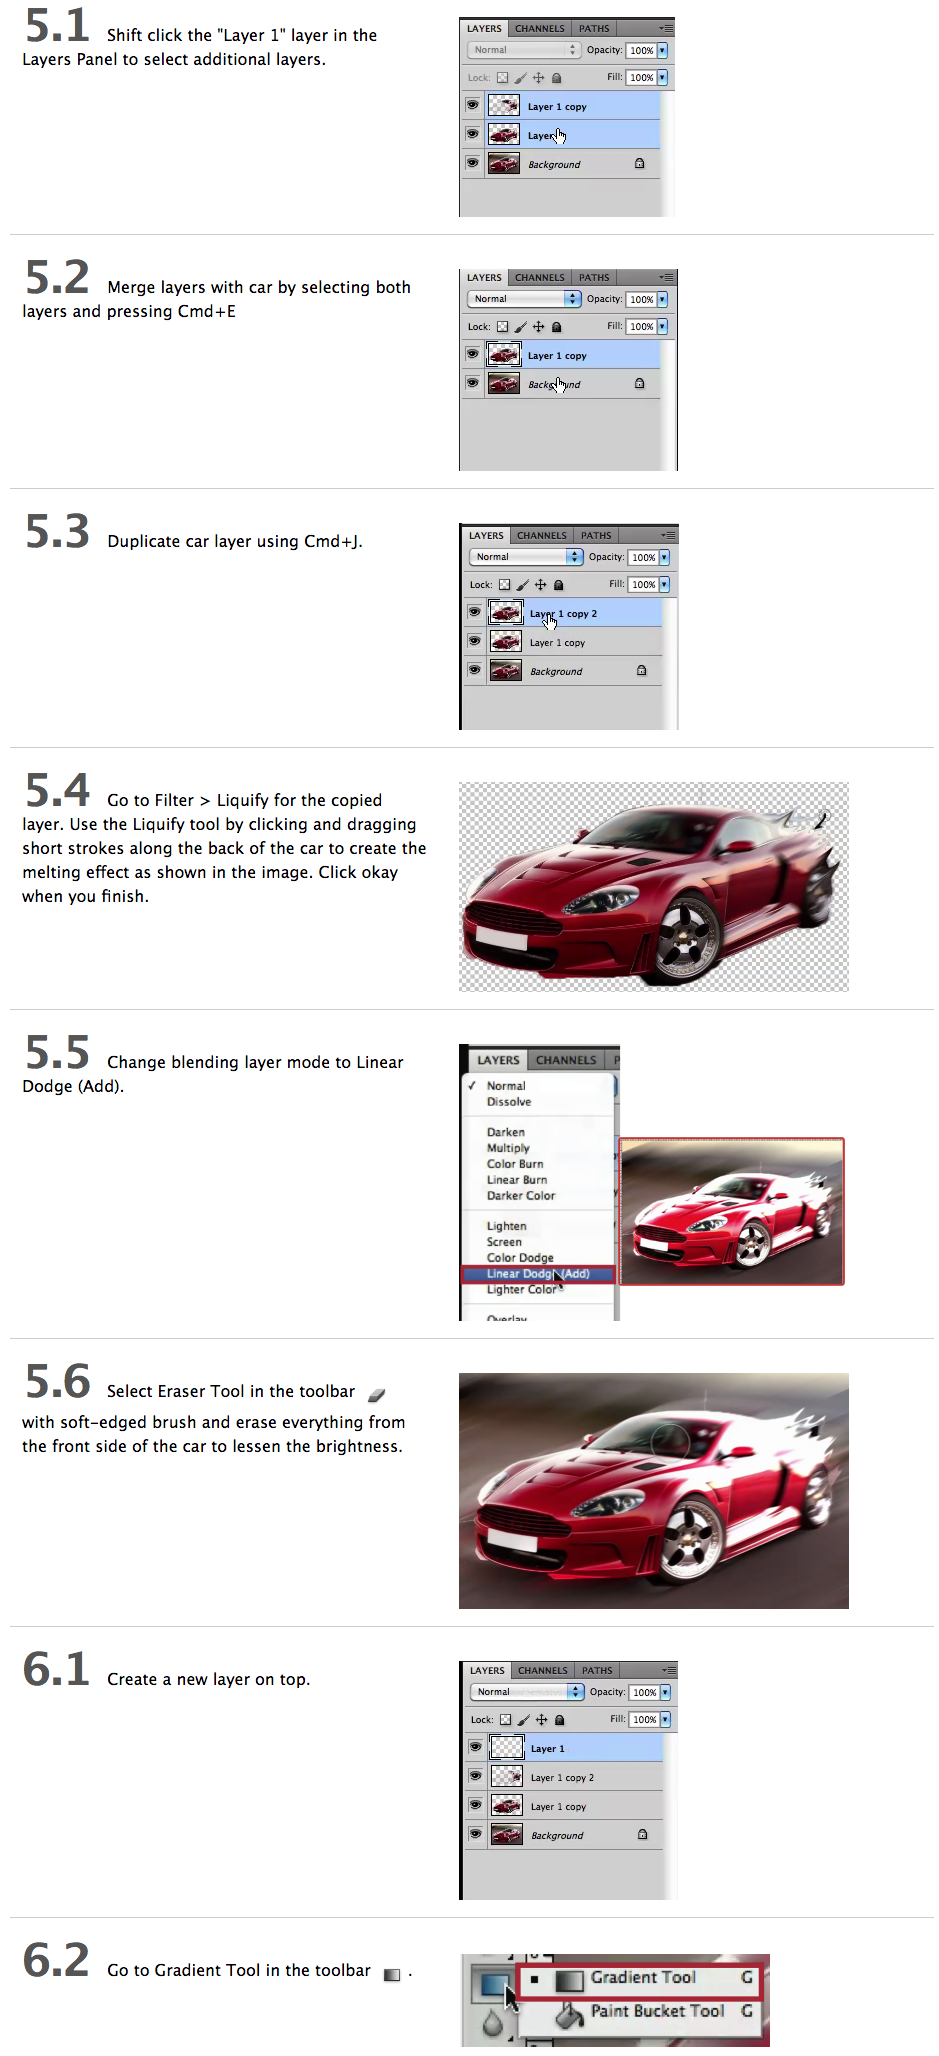 5.1 Shift click the "Layer 1" layer in the
Layers Panel to select additional layers.
LAYERS CHANNELS PATHS
Normal Opacity: 100%
Lock: Fill: 100%
Layer 1 copy
Layer
Background
5.2 Merge layers with car by selecting both
layers and pressing Cmd+E
LAYERS CHANNELS PATHS
Normal Opacity: 100%
Lock: Fill: 100%
Layer 1 copy
Background
5.3 Duplicate car layer using Cmd+J.
LAYERS CHANNELS PATHS
Normal Opacity: 100%
Lock: Fill: 100%
Layer 1 copy 2
Layer 1 copy
Background
5.4 Go to Filter > Liquify for the copied
layer. Use the Liquify tool by clicking and dragging
short strokes along the back of the car to create the
melting effect as shown in the image. Click okay
when you finish.
5.5 Change blending layer mode to Linear
Dodge (Add).
LAYERS CHANNELS P
✓ Normal
Dissolve
Darken
Multiply
Color Burn
Linear Burn
Darker Color
Lighten
Screen
Color Dodge
Linear Dodge (Add)
Lighter Color
Overlay
5.6 Select Eraser Tool in the toolbar
with soft-edged brush and erase everything from
the front side of the car to lessen the brightness.
6.1 Create a new layer on top.
LAYERS CHANNELS PATHS
Normal Opacity: 100%
Lock: Fill: 100%
Layer 1
Layer 1 copy 2
Layer 1 copy
Background
6.2 Go to Gradient Tool in the toolbar .
Gradient Tool G
Paint Bucket Tool G